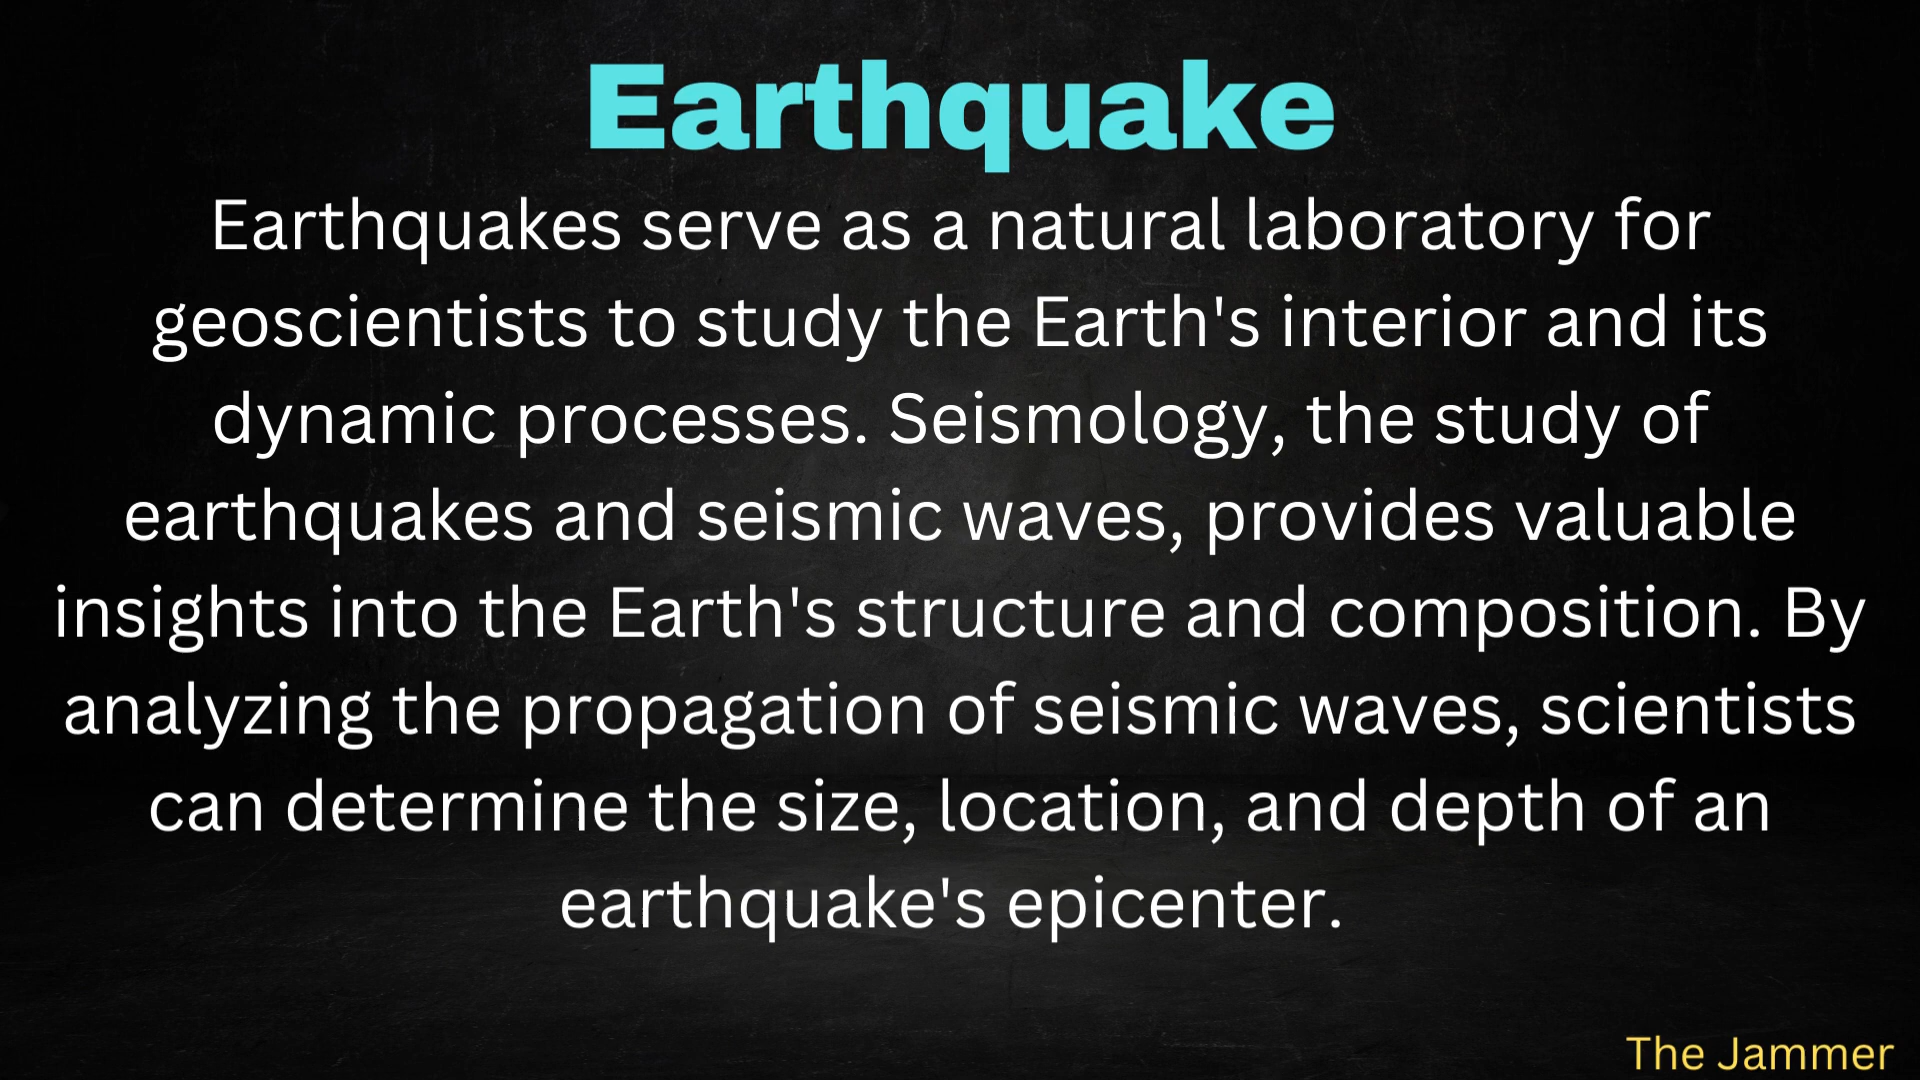 Earthquake
Earthquakes serve as a natural laboratory for
geoscientists to study the Earth's interior and its
dynamic processes. Seismology, the study of
earthquakes and seismic waves, provides valuable
insights into the Earth's structure and composition. By
analyzing the propagation of seismic waves, scientists
can determine the size, location, and depth of an
earthquake's epicenter.
The Jammer